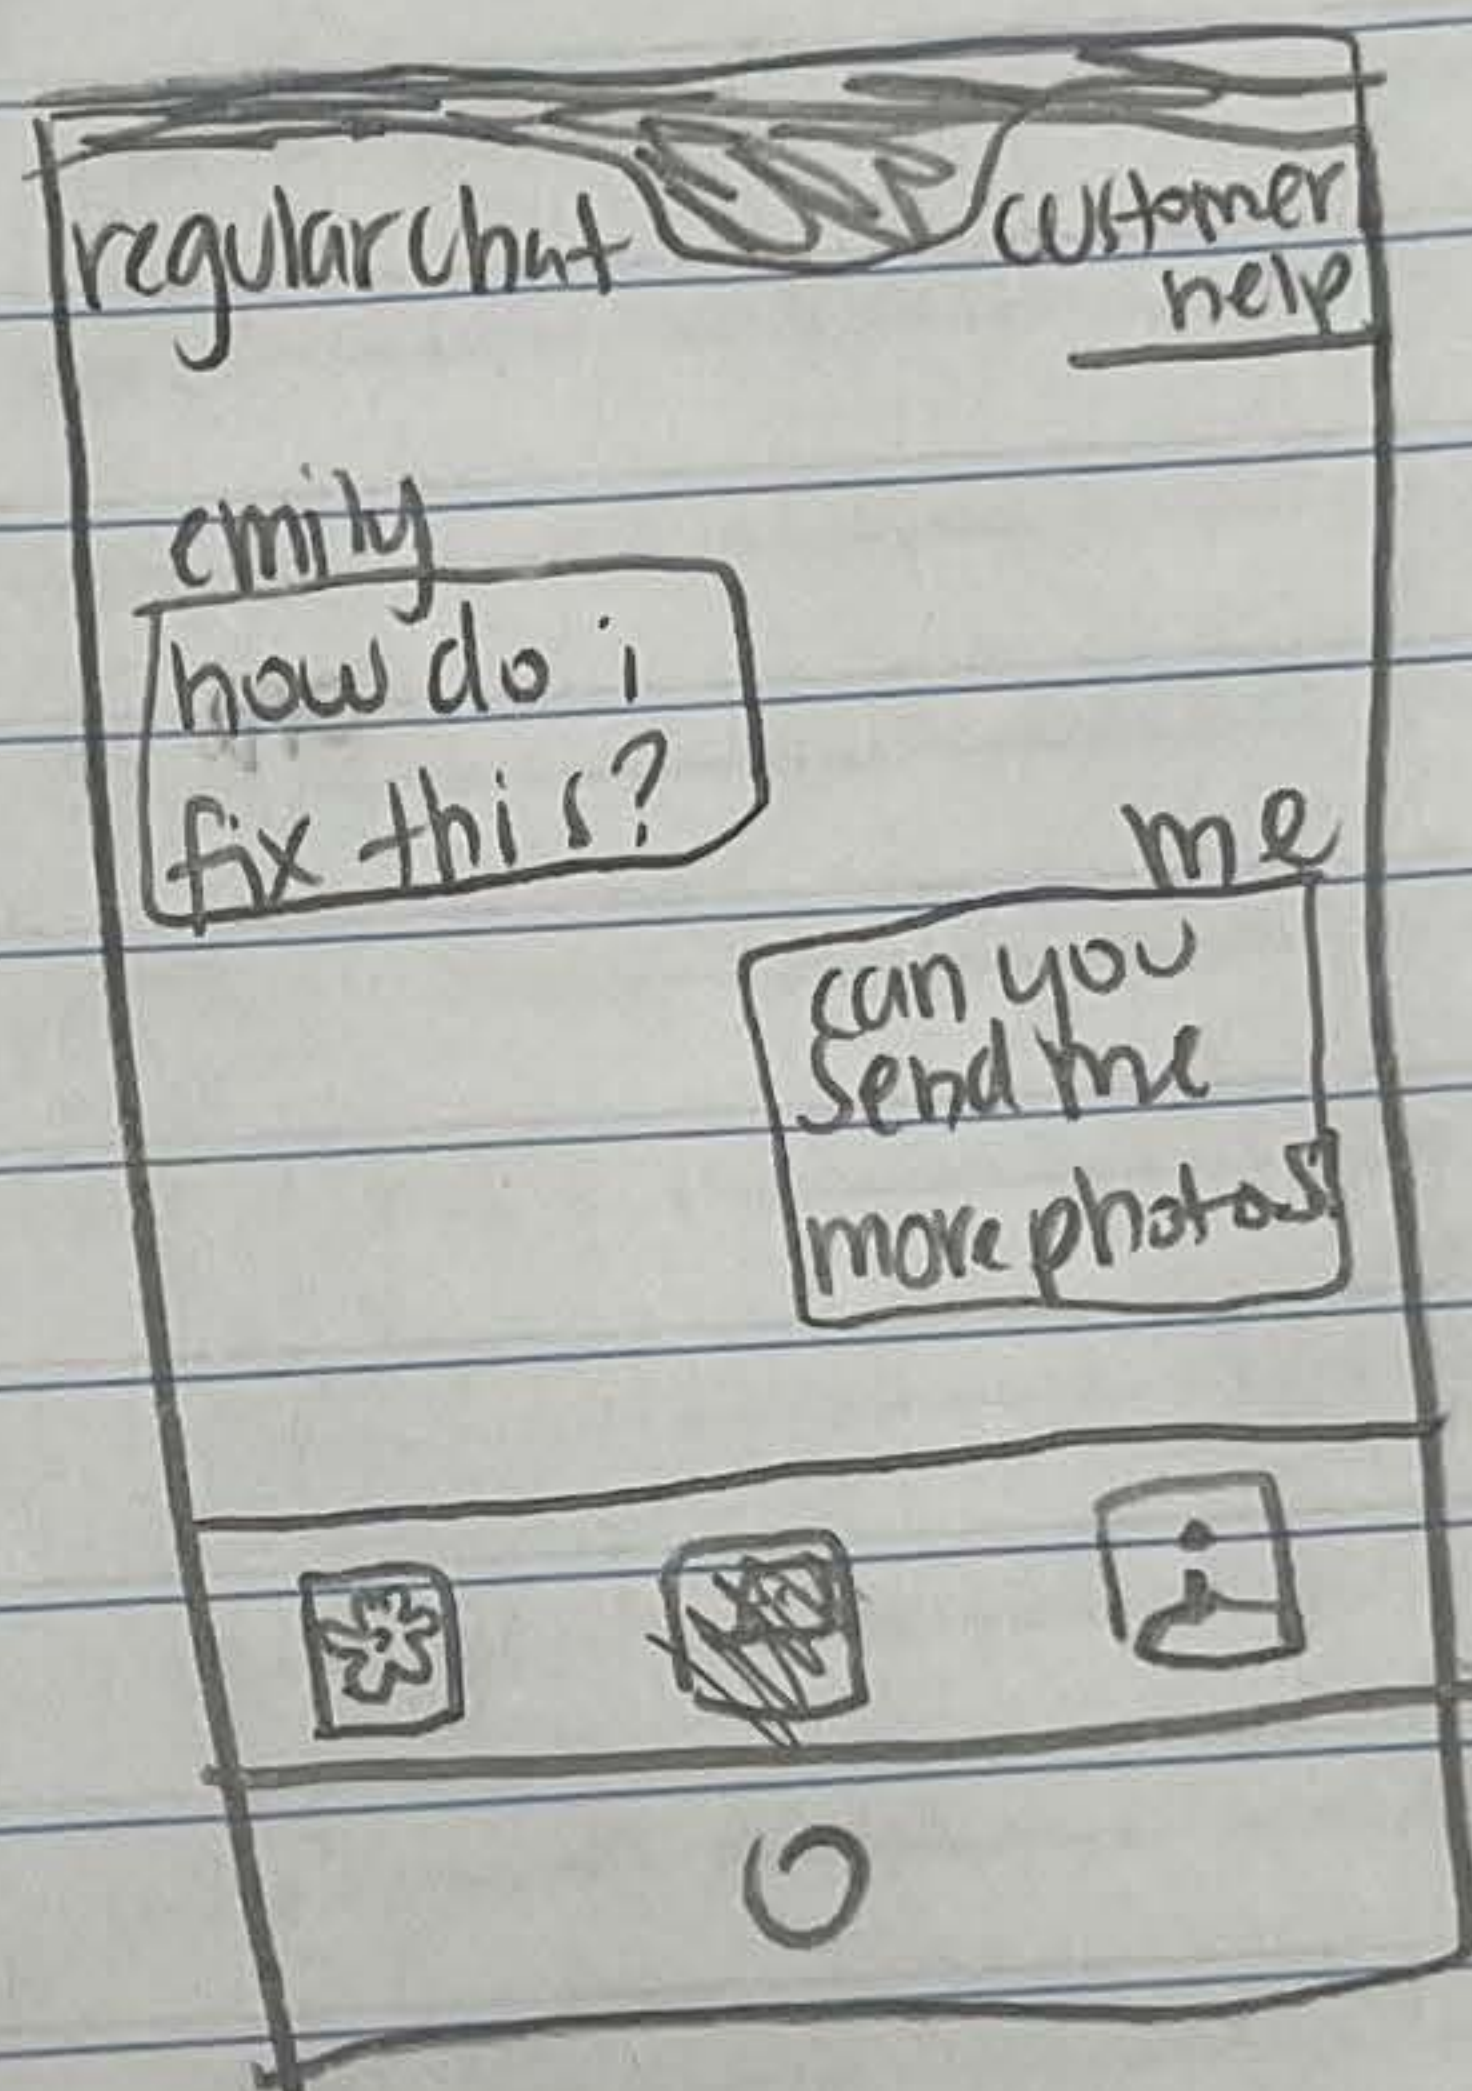 regular chat
customer
help
emily
how do i
fix this?
me
can you
send me
more photos?